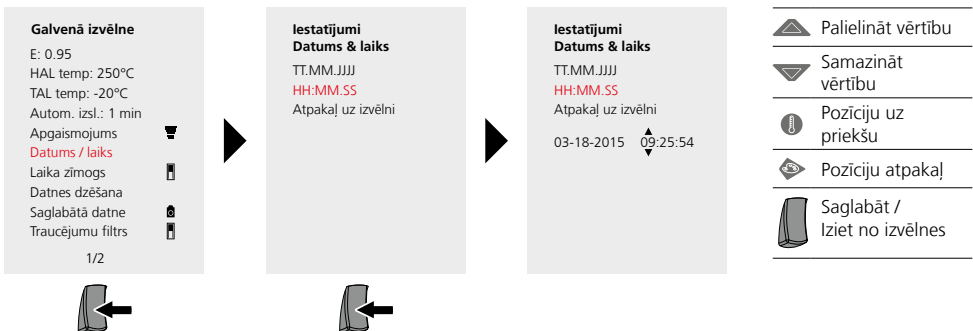 Galvenā izvēlne
E: 0.95
HAL temp: 250°C
TAL temp: -20°C
Autom. izsl.: 1 min
Apgaismojums
Datums / laiks
Laika zīmogs
Datnes dzēšana
Saglabātā datne
Traucējumu filtrs
1/2
Iestatījumi
Datums & laiks
TT.MM.JJJJ
HH:MM.SS
Atpakaļ uz izvēlni
Iestatījumi
Datums & laiks
TT.MM.JJJJ
HH:MM.SS
Atpakaļ uz izvēlni
03-18-2015 09:25:54
Palielināt vērtību
Samazināt
vērtību
Pozīciju uz
priekšu
Pozīciju atpakaļ
Saglabāt /
Iziet no izvēlnes